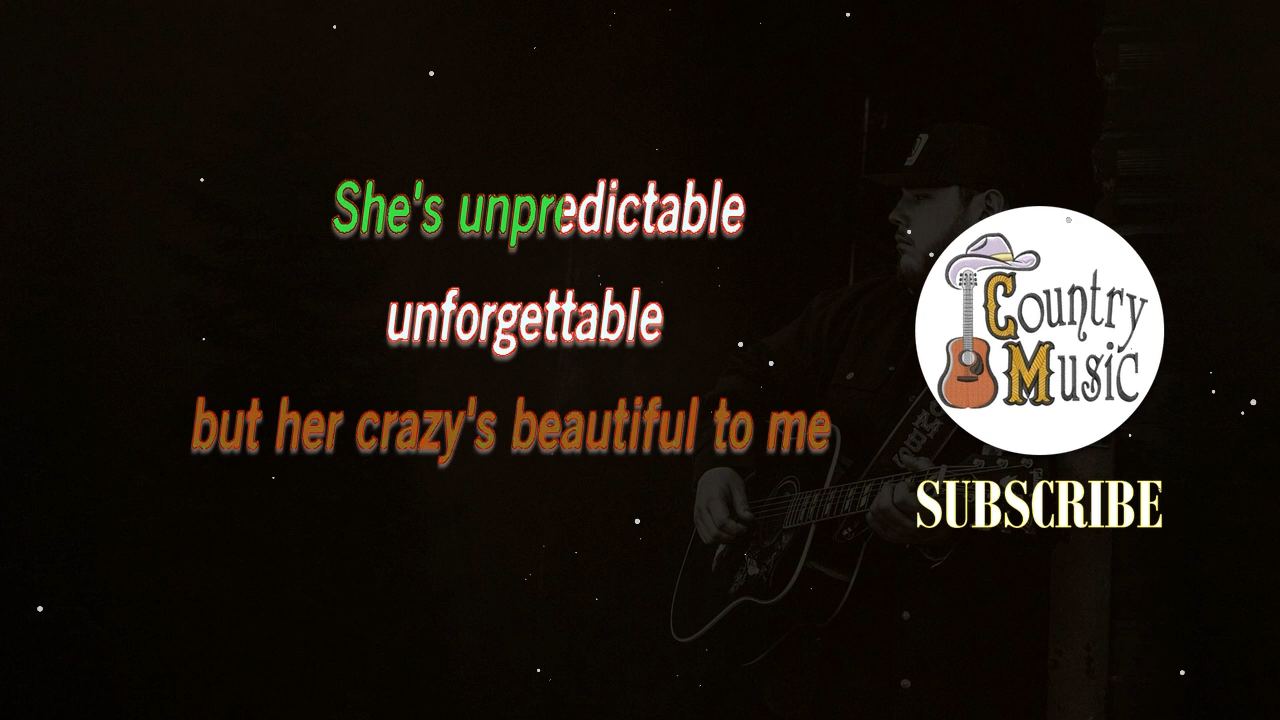 She's unpredictable
unforgettable
but her crazy's beautiful to me
Country
Music
SUBSCRIBE